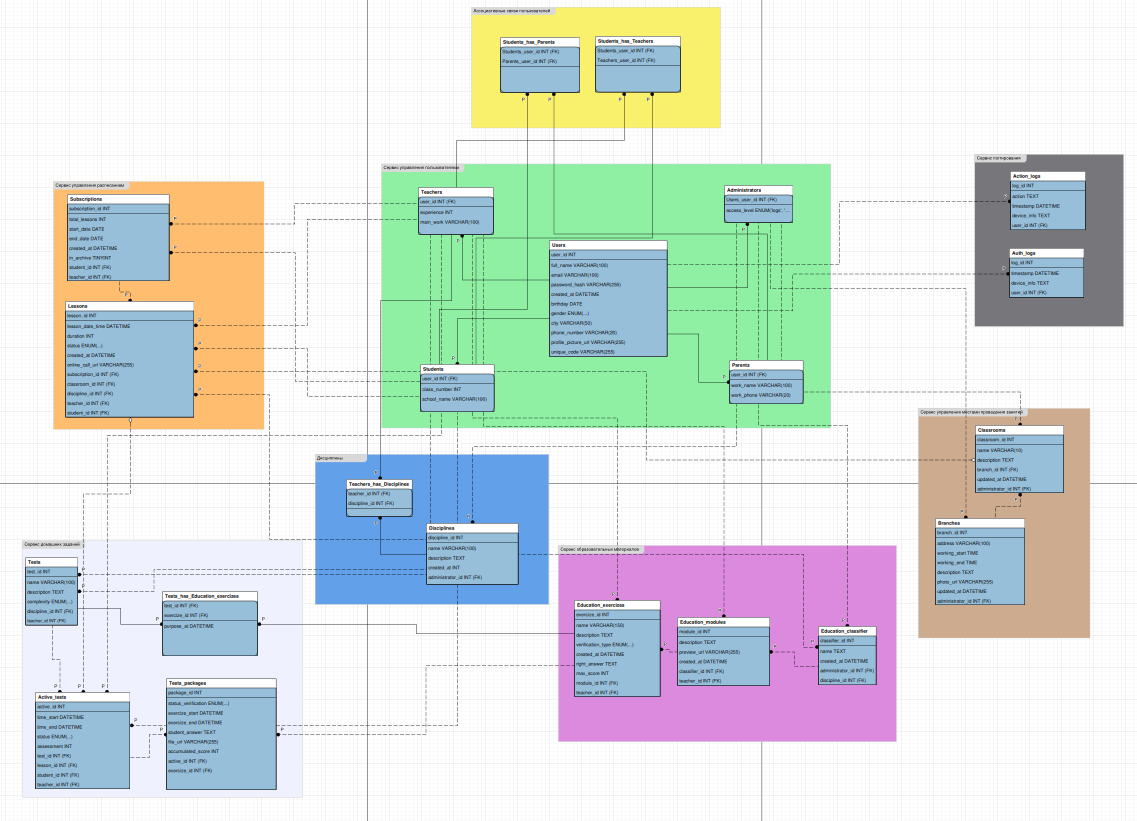 Ассоциативные связи пользователей
Students_has_Parents
Students_user_id INT (FK)
Parents_user_id INT (FK)
Students_has_Teachers
Students_user_id INT (FK)
Teachers_user_id INT (FK)
P
P
P
P
Сервис управления расписанием
Subscriptions
subscription_id INT
total_lessons INT
start_date DATE
end_date DATE
created_at DATETIME
in_archive TINYINT
student_id INT (FK)
teacher_id INT (FK)
Lessons
lesson_id INT
lesson_date_time DATETIME
duration INT
status ENUM(...)
created_at DATETIME
online_call_url VARCHAR(255)
subscription_id INT (FK)
classroom_id INT (FK)
discipline_id INT (FK)
teacher_id INT (FK)
student_id INT (FK)
Сервис управления пользователями
Teachers
user_id INT (FK)
experience INT
main_work VARCHAR(100)
Administrators
Users_user_id INT (FK)
access_level ENUM('logs', '...
Users
user_id INT
full_name VARCHAR(100)
email VARCHAR(100)
password_hash VARCHAR(255)
created_at DATETIME
birthday DATE
gender ENUM(...)
city VARCHAR(50)
phone_number VARCHAR(20)
profile_picture_url VARCHAR(255)
unique_code VARCHAR(255)
Students
user_id INT (FK)
class_number INT
school_name VARCHAR(100)
Parents
user_id INT (FK)
work_name VARCHAR(100)
work_phone VARCHAR(20)
Сервис логирования
Action_logs
log_id INT
action TEXT
timestamp DATETIME
device_info TEXT
user_id INT (FK)
Auth_logs
log_id INT
timestamp DATETIME
device_info TEXT
user_id INT (FK)
Сервис управления местами проведения занятий
Classrooms
classroom_id INT
name VARCHAR(10)
description TEXT
branch_id INT (FK)
updated_at DATETIME
administrator_id INT (FK)
Branches
branch_id INT
address VARCHAR(100)
working_start TIME
working_end TIME
description TEXT
photo_url VARCHAR(255)
updated_at DATETIME
administrator_id INT (FK)
Дисциплины
Teachers_has_Disciplines
teacher_id INT (FK)
discipline_id INT (FK)
Disciplines
discipline_id INT
name VARCHAR(100)
description TEXT
created_at INT
administrator_id INT (FK)
Сервис домашних заданий
Tests
test_id INT
name VARCHAR(100)
description TEXT
complexity ENUM(...)
discipline_id INT (FK)
teacher_id INT (FK)
Tests_has_Education_exercises
test_id INT (FK)
exercise_id INT (FK)
purpose_at DATETIME
Active_tests
active_id INT
time_start DATETIME
time_end DATETIME
status ENUM(...)
assessment INT
test_id INT (FK)
lesson_id INT (FK)
student_id INT (FK)
teacher_id INT (FK)
Tests_packages
package_id INT
status_verification ENUM(...)
exercise_start DATETIME
exercise_end DATETIME
student_answer TEXT
file_url VARCHAR(255)
accumulated_score INT
active_id INT (FK)
exercise_id INT (FK)
Сервис образовательных материалов
Education_exercises
exercise_id INT
name VARCHAR(150)
description TEXT
verification_type ENUM(...)
created_at DATETIME
right_answer TEXT
max_score INT
module_id INT (FK)
teacher_id INT (FK)
Education_modules
module_id INT
description TEXT
preview_url VARCHAR(255)
created_at DATETIME
classifier_id INT (FK)
teacher_id INT (FK)
Education_classifier
classifier_id INT
name TEXT
created_at DATETIME
administrator_id INT (FK)
discipline_id INT (FK)